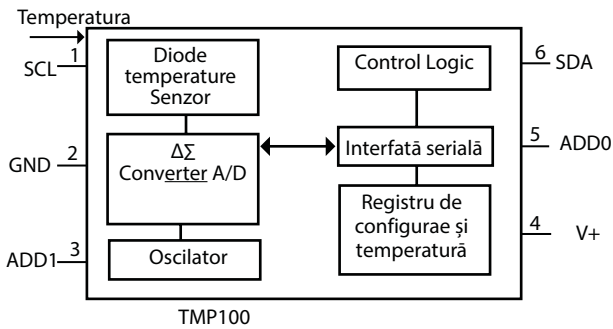 Temperatura
1
SCL
2
GND
3
ADD1
Diode
temperature
Senzor
ΔΣ
Converter A/D
Oscilator
Control Logic
Interfată serială
Registru de
configurae și
temperatură
6
SDA
5
ADD0
4
V+
TMP100